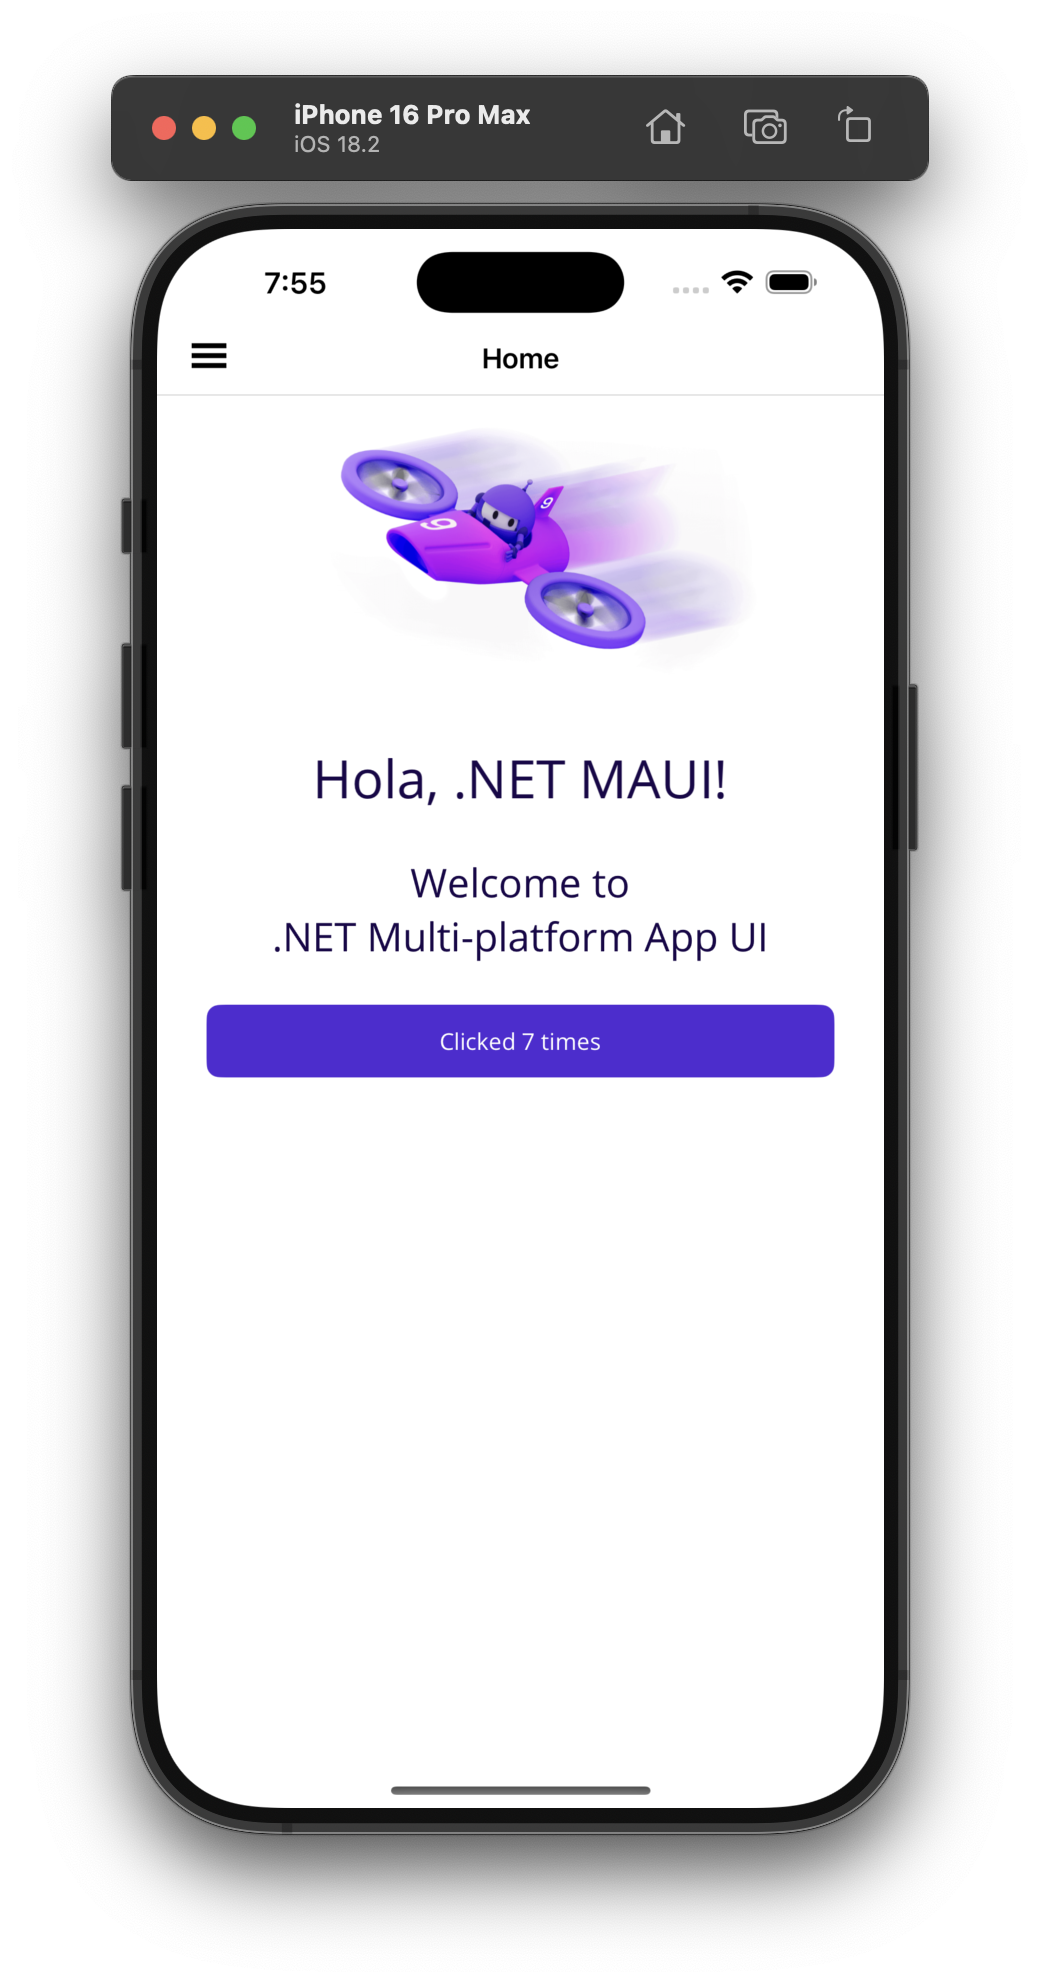 iPhone 16 Pro Max
iOS 18.2
7:55
Home
9
9
Hola, .NET MAUI!
Welcome to
.NET Multi-platform App UI
Clicked 7 times